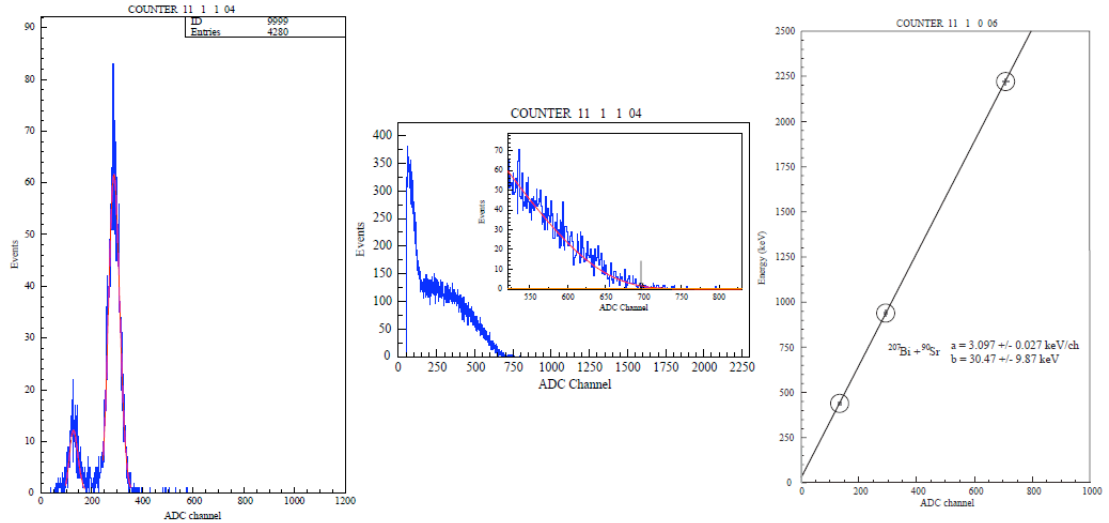 COUNTER 11 1 1 04
ID 9999
Entries 4280
90
80
70
60
50
40
30
20
10
0
Events
0 200 400 600 800 1000 1200
ADC channel
COUNTER 11 1 1 04
400
350
300
250
200
150
100
50
0
Events
0 250 500 750 1000 1250 1500 1750 2000 2250
ADC Channel
70
60
50
40
30
20
10
0
Events
550 600 650 700 750 800
ADC Channel
COUNTER 11 1 0 06
2500
2250
2000
1750
1500
1250
1000
750
500
250
0
Energy (keV)
²⁰⁷Bi + ⁹⁰Sr a = 3.097 +/- 0.027 keV/ch
b = 30.47 +/- 9.87 keV
0 200 400 600 800 1000
ADC channel